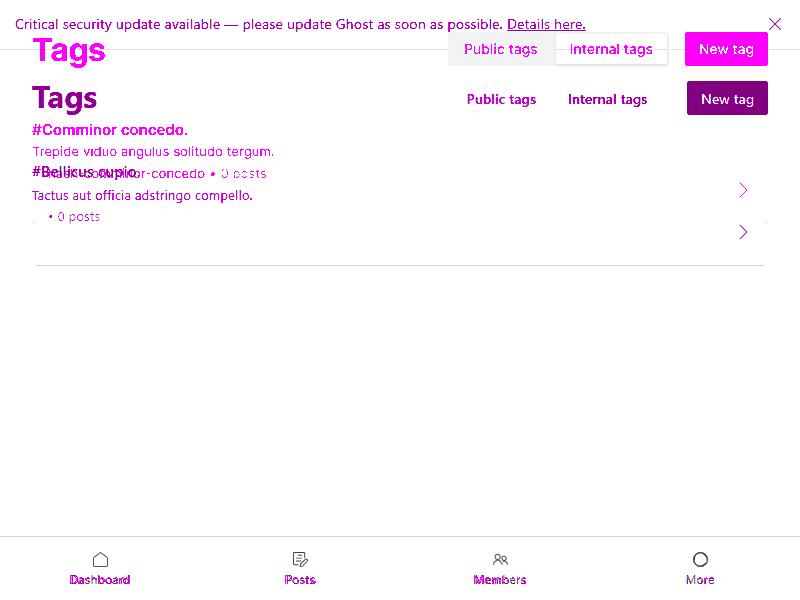 Critical security update available — please update Ghost as soon as possible. Details here.
Tags
Public tags
Internal tags
New tag
Tags
Public tags
Internal tags
New tag
#Comminor concedo.
Trepide viduo angulus solitudo tergum.
#Bellicus cupio.
hash-comminor-concedo • 0 posts
Tactus aut officia adstringo compello.
• 0 posts
Dashboard
Posts
Members
More